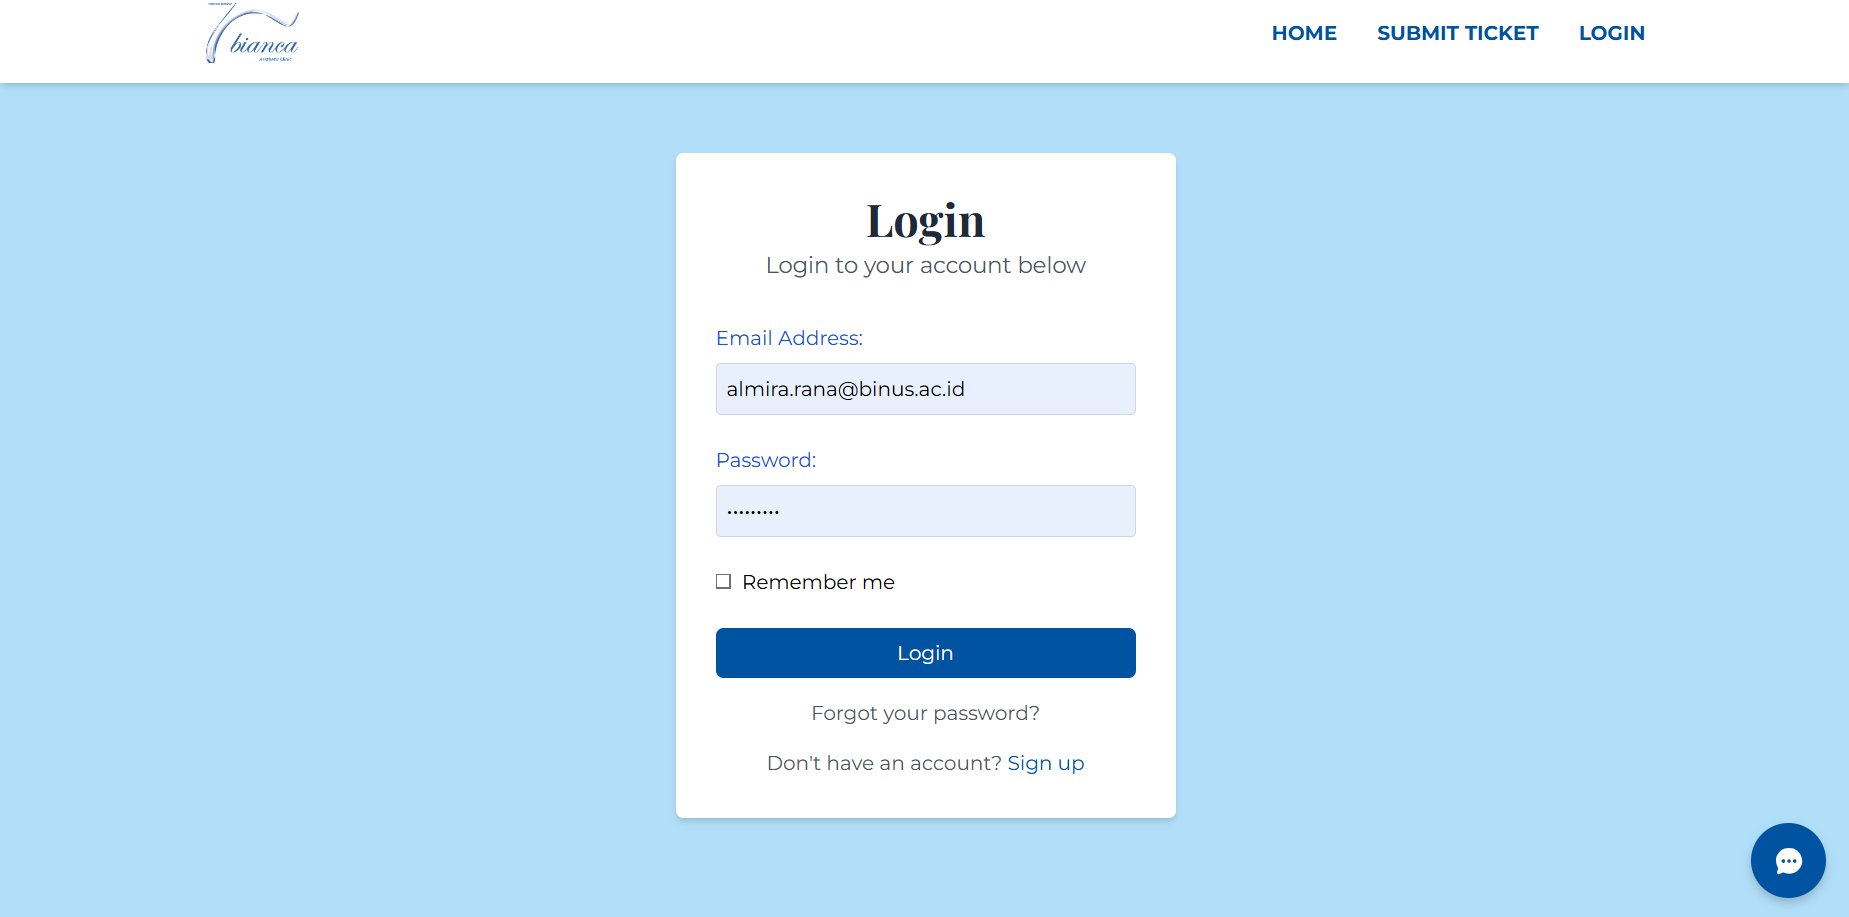 bianca
Aesthetic Clinic
HOME
SUBMIT TICKET
LOGIN
Login
Login to your account below
Email Address:
almira.rana@binus.ac.id
Password:
•••••••••
Remember me
Login
Forgot your password?
Don't have an account? Sign up